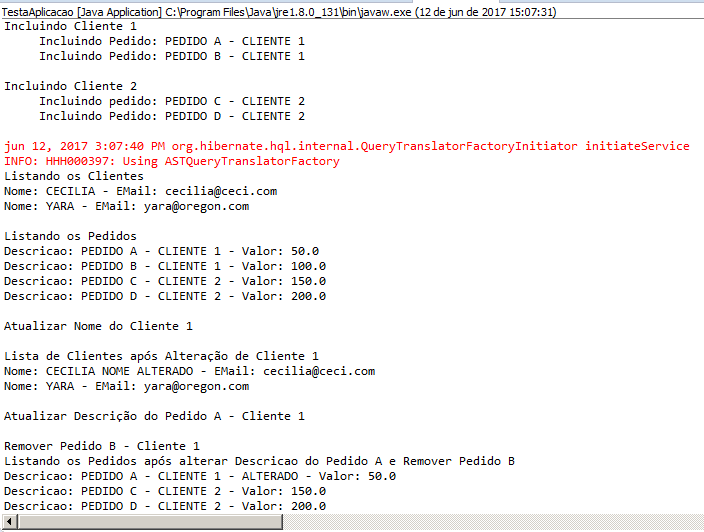 TestaAplicacao [Java Application] C:\Program Files\Java\jre1.8.0_131\bin\javaw.exe (12 de jun de 2017 15:07:31)
Incluindo Cliente 1
Incluindo Pedido: PEDIDO A - CLIENTE 1
Incluindo Pedido: PEDIDO B - CLIENTE 1
Incluindo Cliente 2
Incluindo pedido: PEDIDO C - CLIENTE 2
Incluindo Pedido: PEDIDO D - CLIENTE 2
jun 12, 2017 3:07:40 PM org.hibernate.hql.internal.QueryTranslatorFactoryInitiator initiateService
INFO: HHH000397: Using ASTQueryTranslatorFactory
Listando os Clientes
Nome: CECILIA - EMail: cecilia@ceci.com
Nome: YARA - EMail: yara@oregon.com
Listando os Pedidos
Descricao: PEDIDO A - CLIENTE 1 - Valor: 50.0
Descricao: PEDIDO B - CLIENTE 1 - Valor: 100.0
Descricao: PEDIDO C - CLIENTE 2 - Valor: 150.0
Descricao: PEDIDO D - CLIENTE 2 - Valor: 200.0
Atualizar Nome do Cliente 1
Lista de Clientes após Alteração de Cliente 1
Nome: CECILIA NOME ALTERADO - EMail: cecilia@ceci.com
Nome: YARA - EMail: yara@oregon.com
Atualizar Descrição do Pedido A - Cliente 1
Remover Pedido B - Cliente 1
Listando os Pedidos após alterar Descricao do Pedido A e Remover Pedido B
Descricao: PEDIDO A - CLIENTE 1 - ALTERADO - Valor: 50.0
Descricao: PEDIDO C - CLIENTE 2 - Valor: 150.0
Descricao: PEDIDO D - CLIENTE 2 - Valor: 200.0